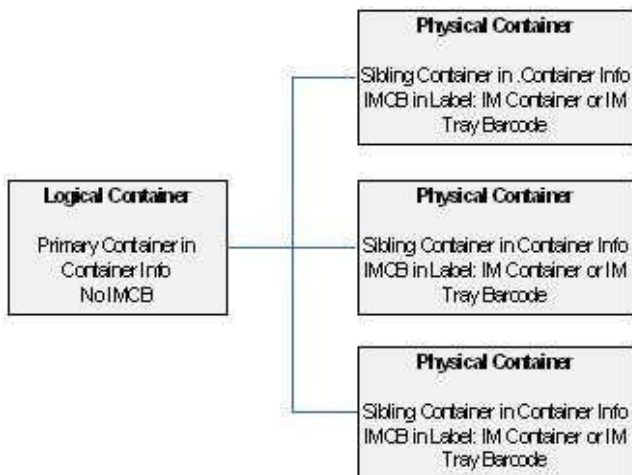 Physical Container
Sibling Container in .Container Info
IMCB in Label: IM Container or IM
Tray Barcode
Logical Container
Primary Container in
Container Info
No IMCB
Physical Container
Sibling Container in Container Info
IMCB in Label: IM Container or IM
Tray Barcode
Physical Container
Sibling Container in Container Info
IMCB in Label: IM Container or IM
Tray Barcode